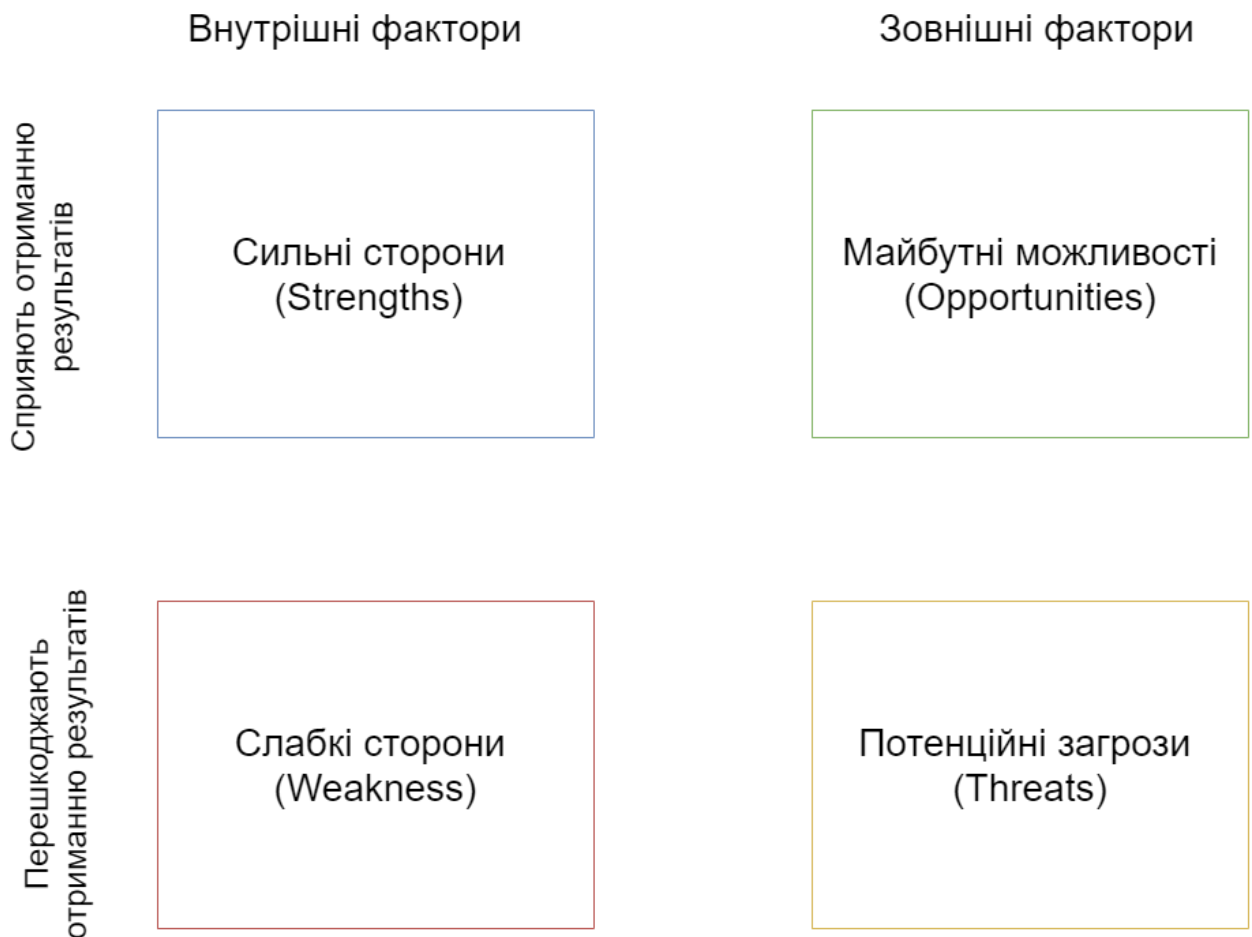 Внутрішні фактори
Зовнішні фактори
Сприяють отриманню
результатів
Сильні сторони
(Strengths)
Майбутні можливості
(Opportunities)
Перешкоджають
отриманню результатів
Слабкі сторони
(Weakness)
Потенційні загрози
(Threats)